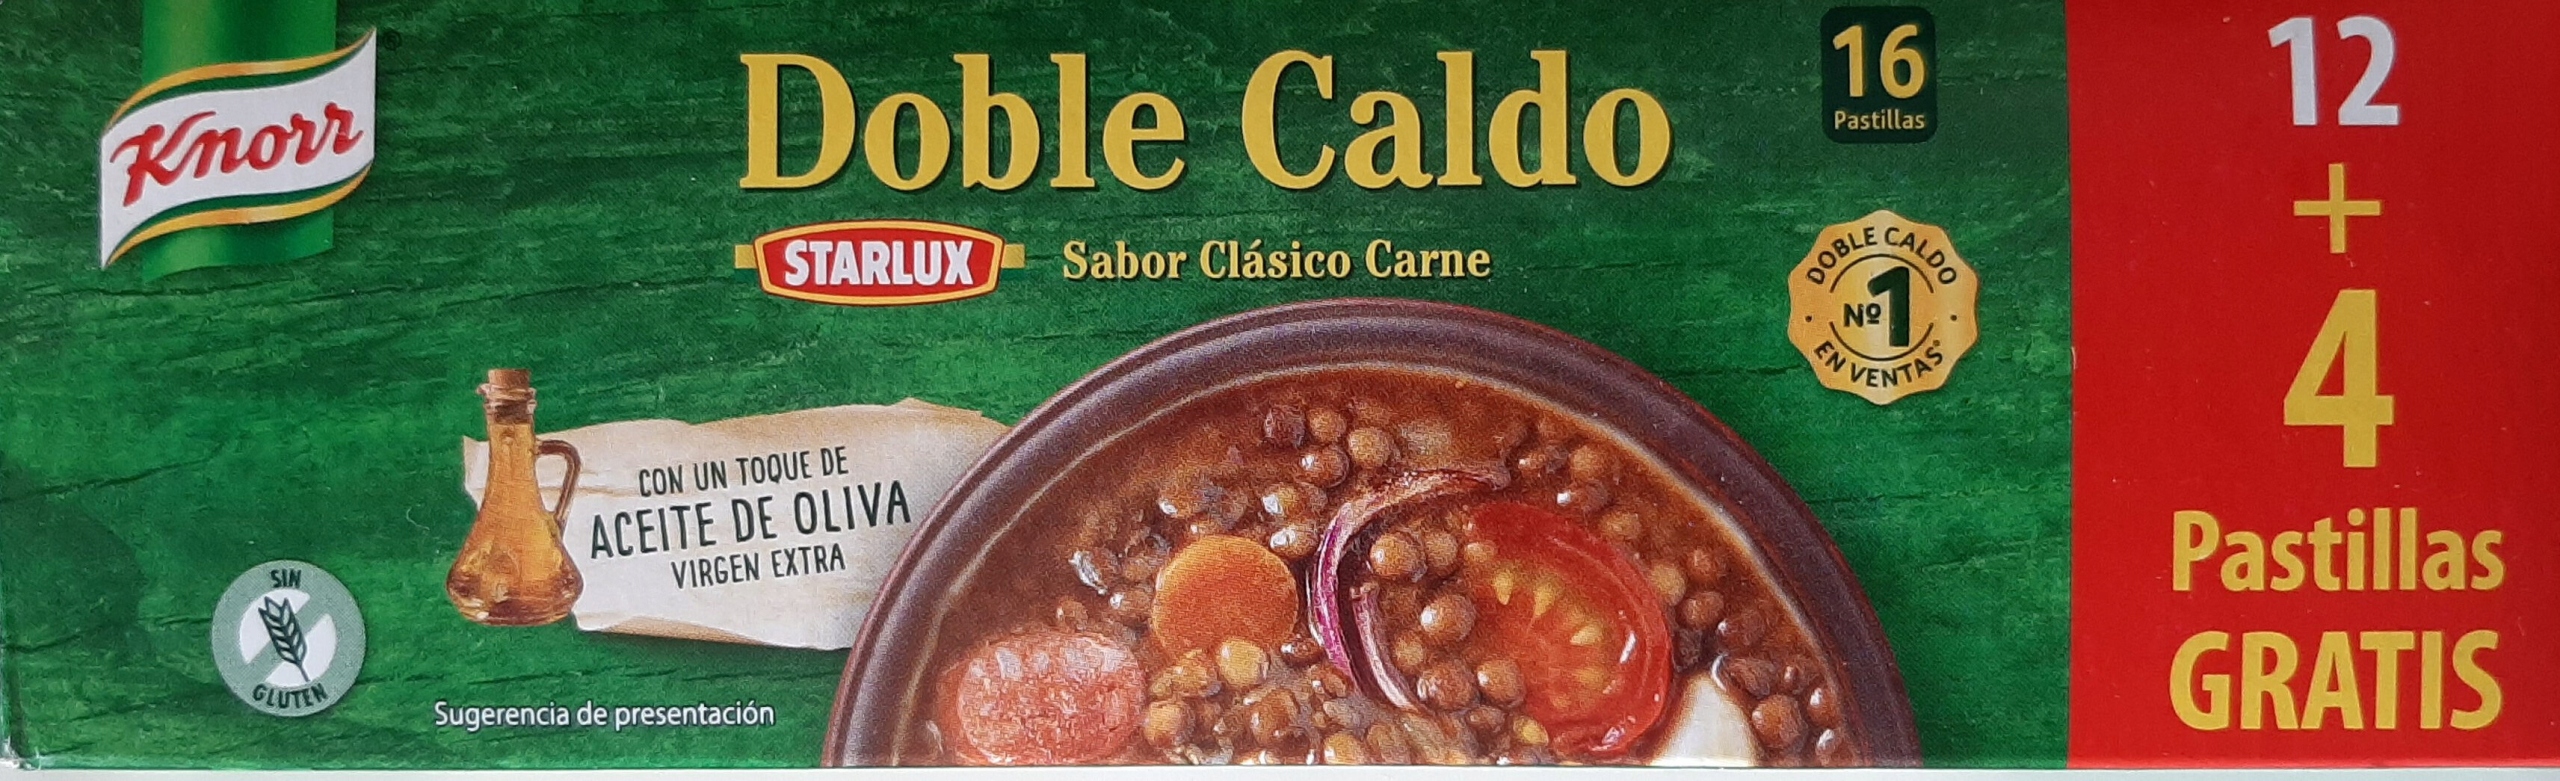 Knorr
®
Doble Caldo
STARLUX
Sabor Clásico Carne
16
Pastillas
DOBLE CALDO
Nº1
EN VENTAS*
CON UN TOQUE DE
ACEITE DE OLIVA
VIRGEN EXTRA
SIN
GLUTEN
Sugerencia de presentación
12
+
4
Pastillas
GRATIS